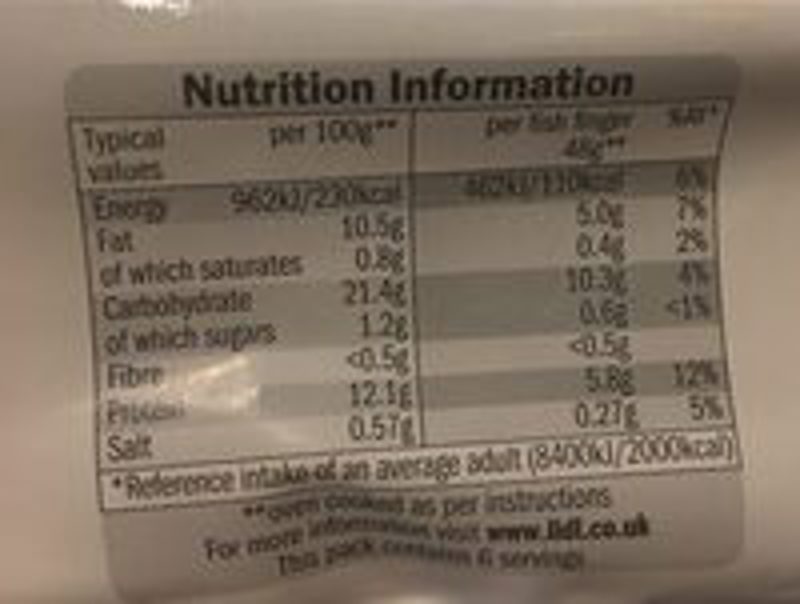 Nutrition Information
Typical values per 100g** per fish finger 48g** %RI*
Energy 962kJ/230kcal 462kJ/110kcal 6%
Fat 10.5g 5.0g 7%
of which saturates 0.8g 0.4g 2%
Carbohydrate 21.4g 10.3g 4%
of which sugars 1.2g 0.6g <1%
Fibre <0.5g <0.5g
Protein 12.1g 5.8g 12%
Salt 0.57g 0.27g 5%
*Reference intake of an average adult (8400kJ/2000kcal)
**oven cooked as per instructions
For more information visit www.lidl.co.uk
This pack contains 6 servings